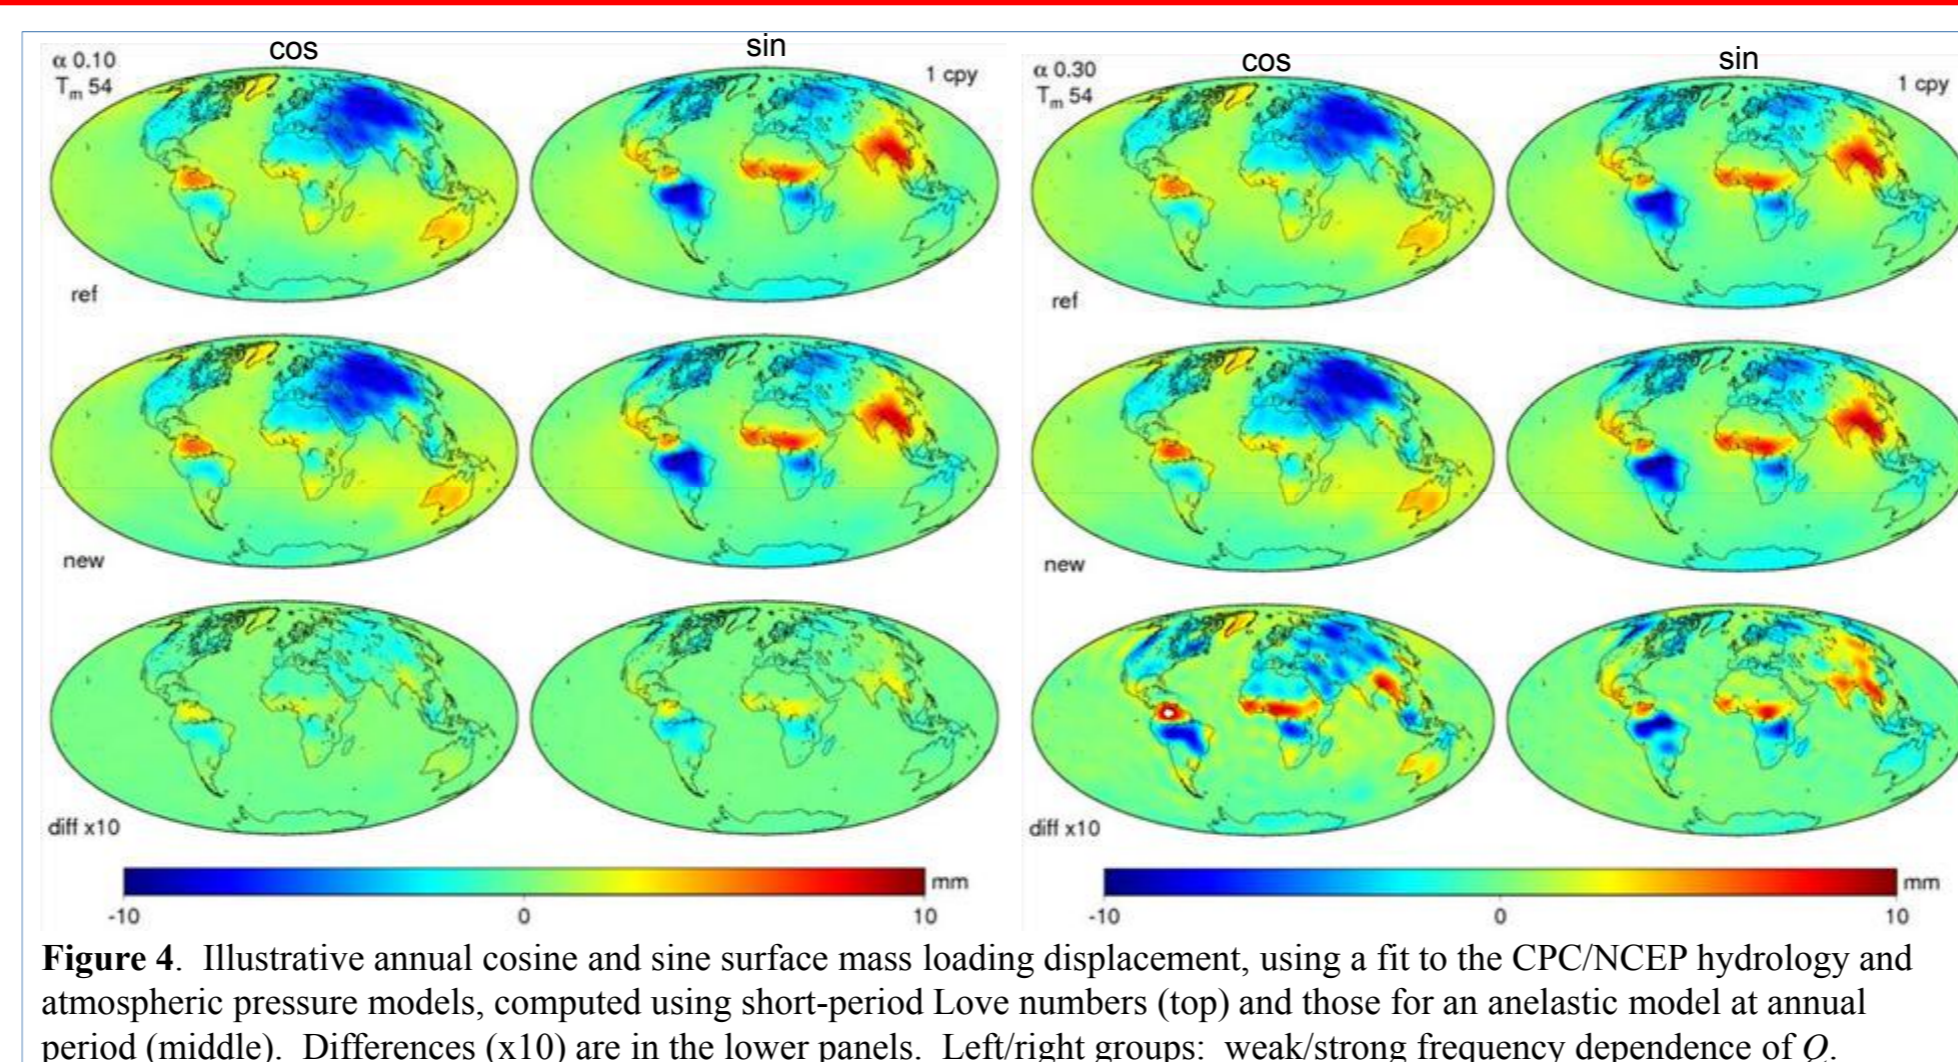 cos sin cos sin
α 0.10 1 cpy α 0.30 1 cpy
Tm 54 Tm 54
ref ref
new new
diff x10 diff x10
mm mm
-10 0 10 -10 0 10
Figure 4. Illustrative annual cosine and sine surface mass loading displacement, using a fit to the CPC/NCEP hydrology and
atmospheric pressure models, computed using short-period Love numbers (top) and those for an anelastic model at annual
period (middle). Differences (x10) are in the lower panels. Left/right groups: weak/strong frequency dependence of Q.